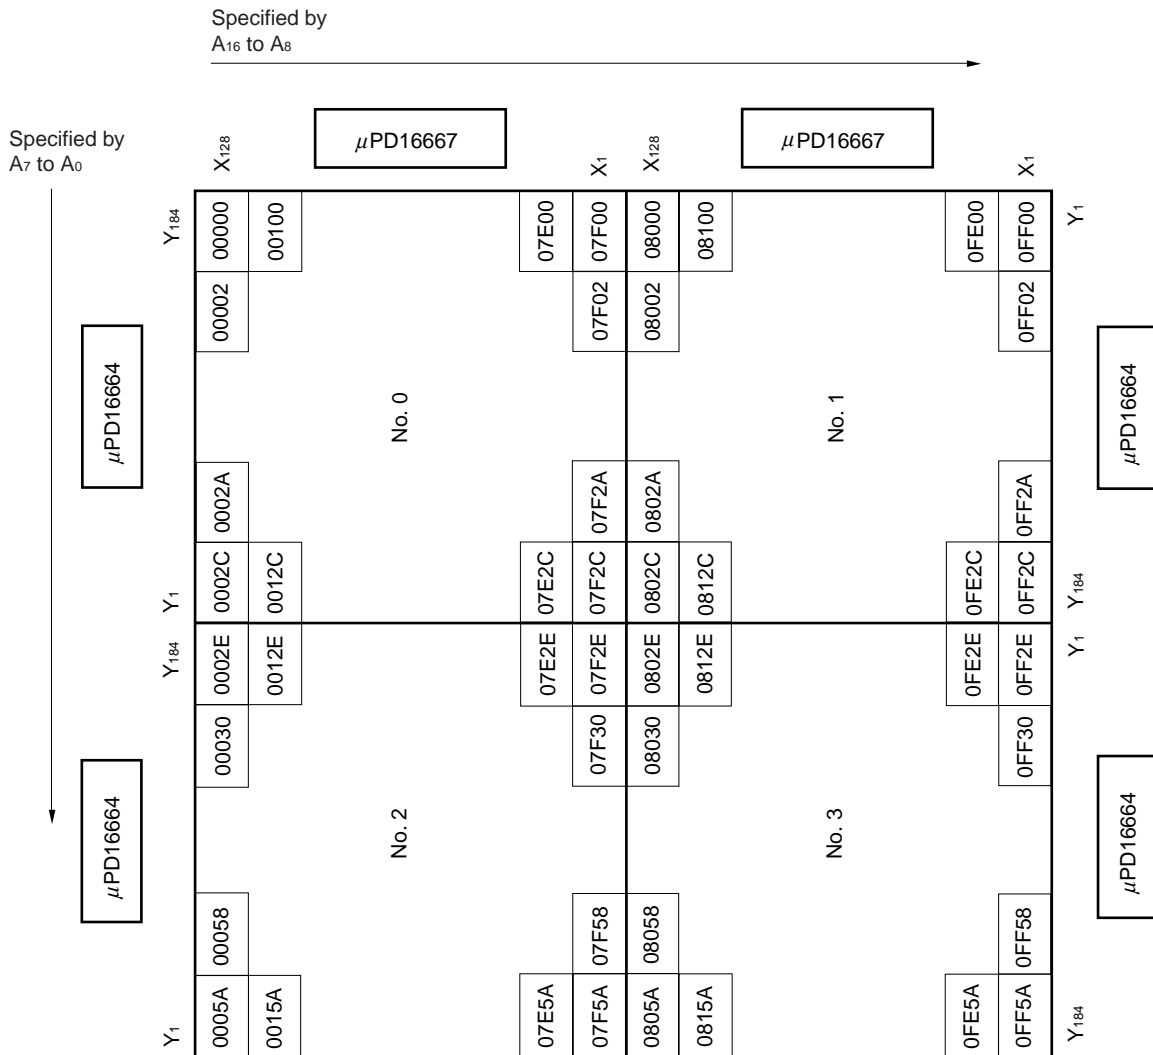 Specified by
A16 to A8
Specified by
A7 to A0
μPD16667
μPD16667
X128
X1
X128
X1
Y184
00000
00100
07E00
07F00
08000
08100
0FE00
0FF00
Y1
00002
07F02
08002
0FF02
μPD16664
No. 0
No. 1
μPD16664
0002A
07F2A
0802A
0FF2A
Y1
0002C
0012C
07E2C
07F2C
0802C
0812C
0FE2C
0FF2C
Y184
Y184
0002E
0012E
07E2E
07F2E
0802E
0812E
0FE2E
0FF2E
Y1
00030
07F30
08030
0FF30
μPD16664
No. 2
No. 3
μPD16664
00058
07F58
08058
0FF58
Y1
0005A
0015A
07E5A
07F5A
0805A
0815A
0FE5A
0FF5A
Y184